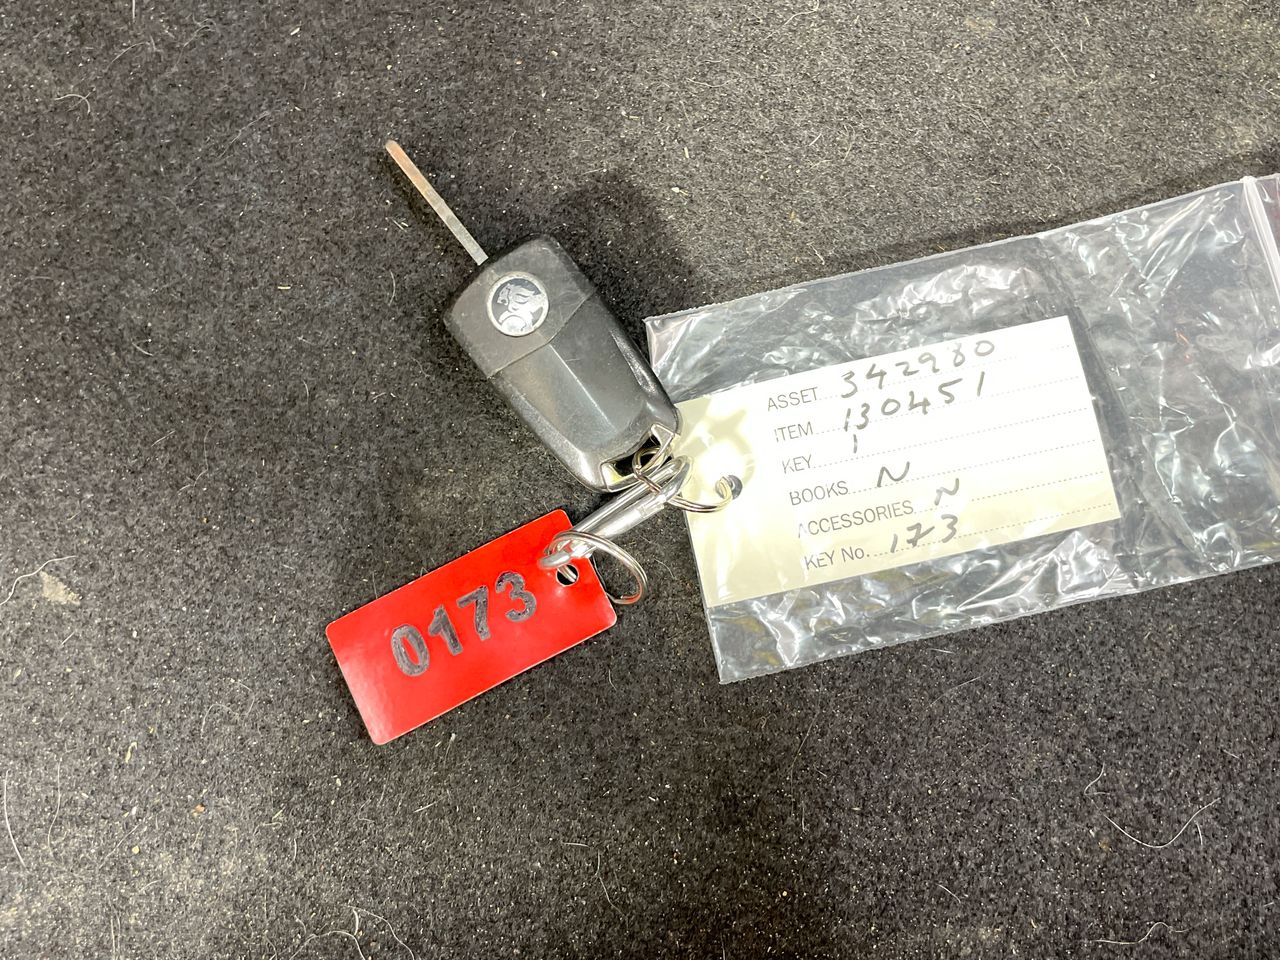 ASSET 342980
ITEM 130451
KEY 1
BOOKS N
ACCESSORIES N
KEY No. 173
0173